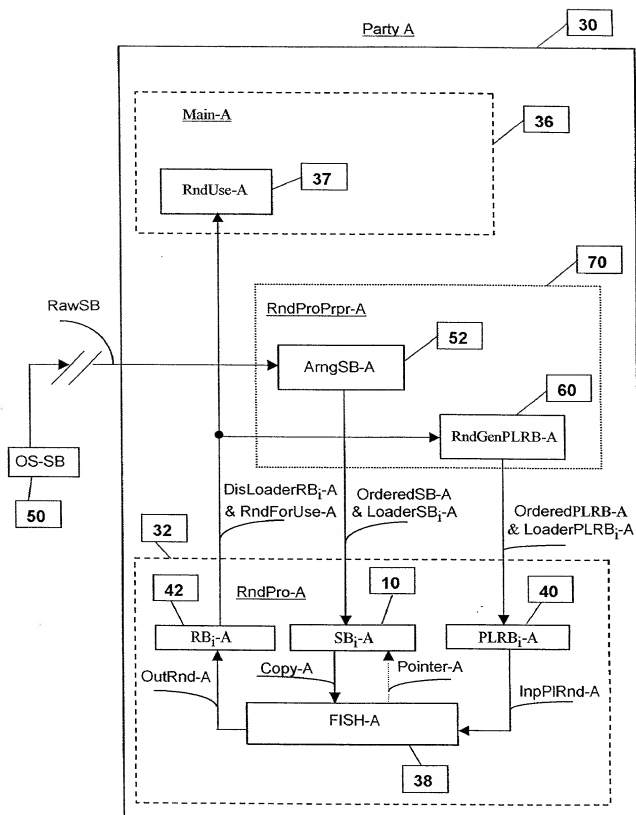 Party A
30
Main-A
36
RndUse-A
37
70
RawSB
RndProPrpr-A
52
ArngSB-A
60
RndGenPLRB-A
OS-SB
50
DisLoaderRBi-A
& RndForUse-A
OrderedSB-A
& LoaderSBi-A
OrderedPLRB-A
& LoaderPLRBi-A
32
RndPro-A
42
10
40
RBi-A
SBi-A
PLRBi-A
OutRnd-A
Copy-A
Pointer-A
InpPlRnd-A
FISH-A
38